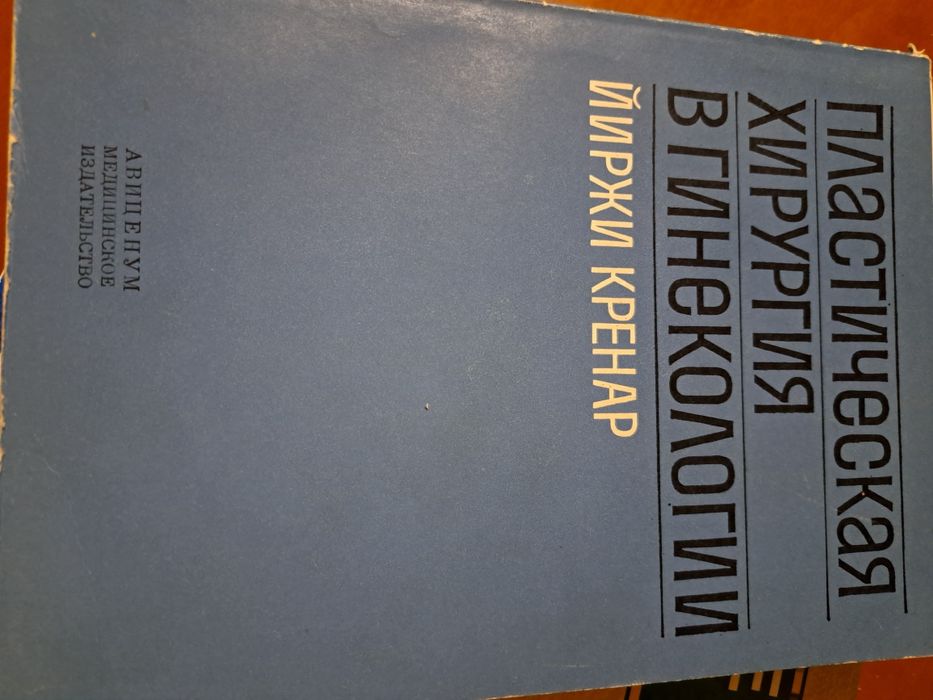 Пластическая
хирургия
в гинекологии
ЙИРЖИ КРЕНАР
АВИЦЕНУМ
МЕДИЦИНСКОЕ
ИЗДАТЕЛЬСТВО